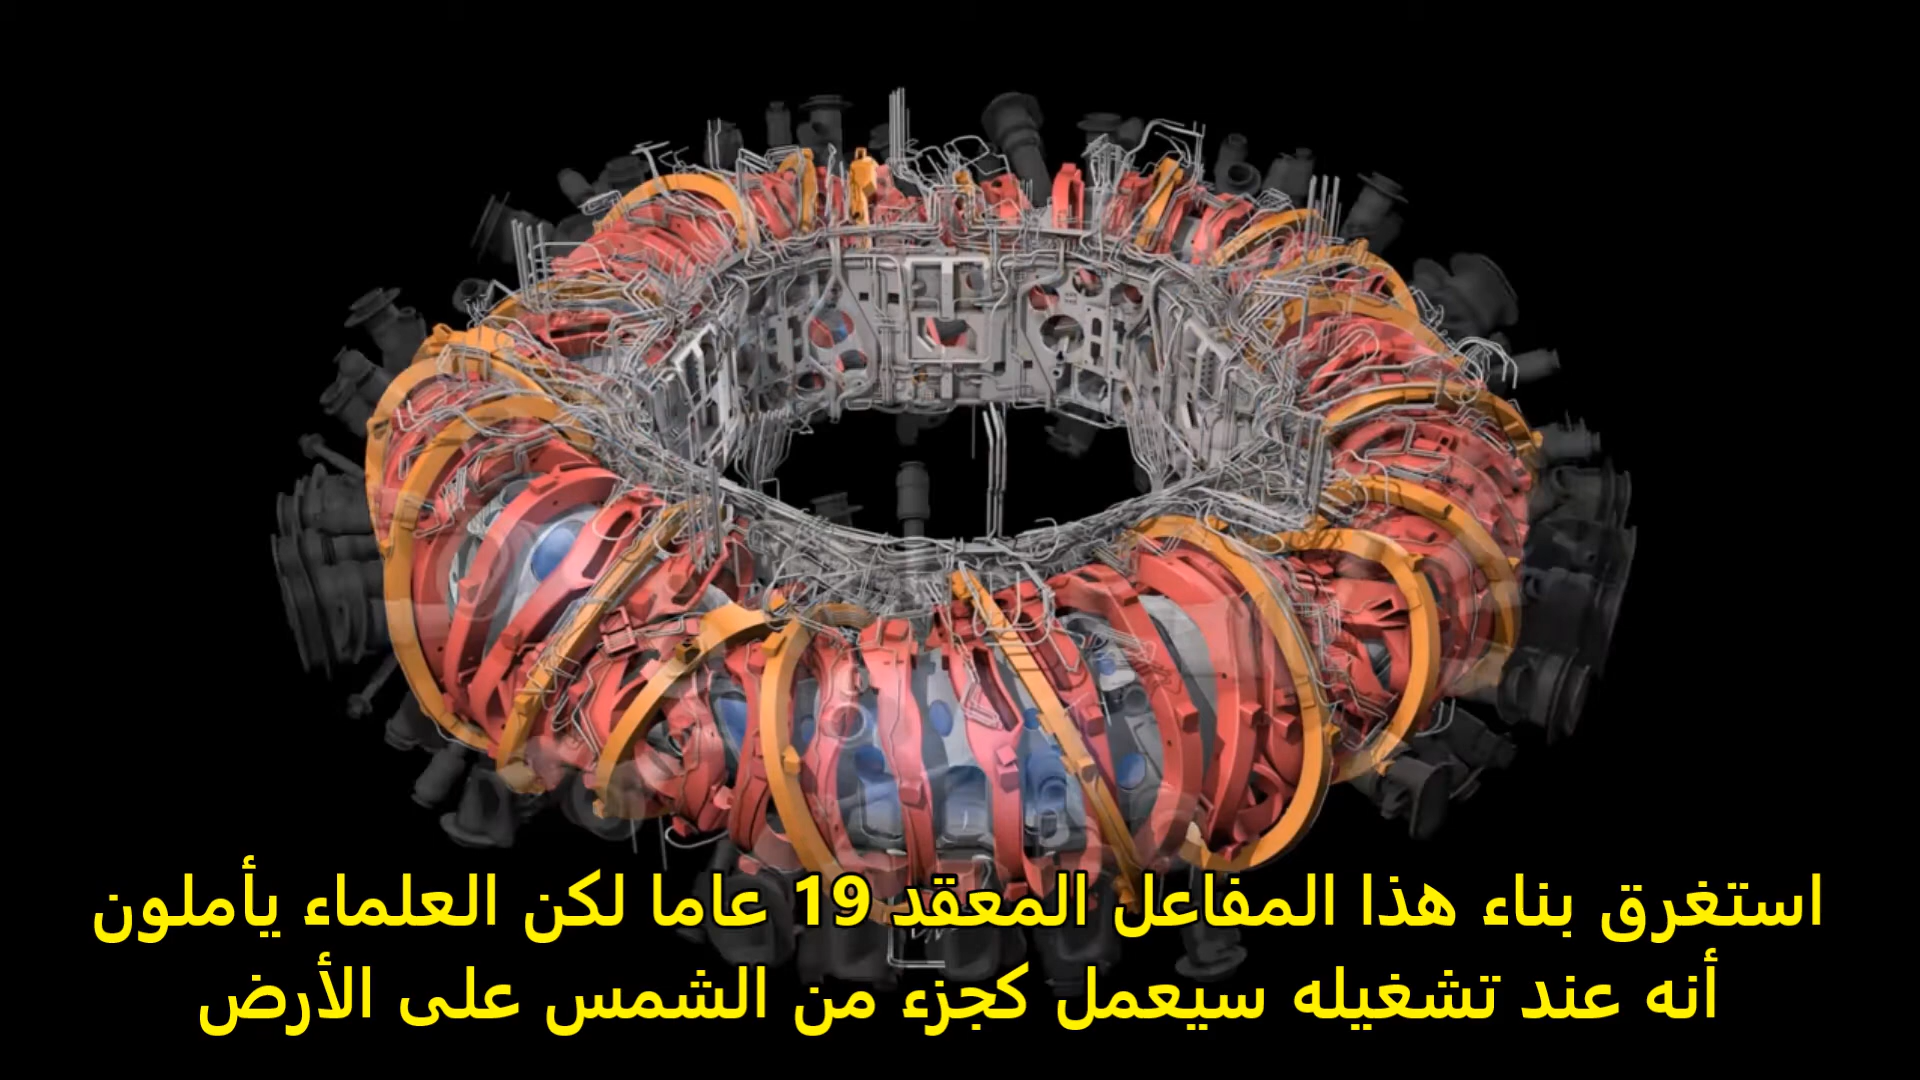 استغرق بناء هذا المفاعل المعقد 19 عاما لكن العلماء يأملون
أنه عند تشغيله سيعمل كجزء من الشمس على الأرض